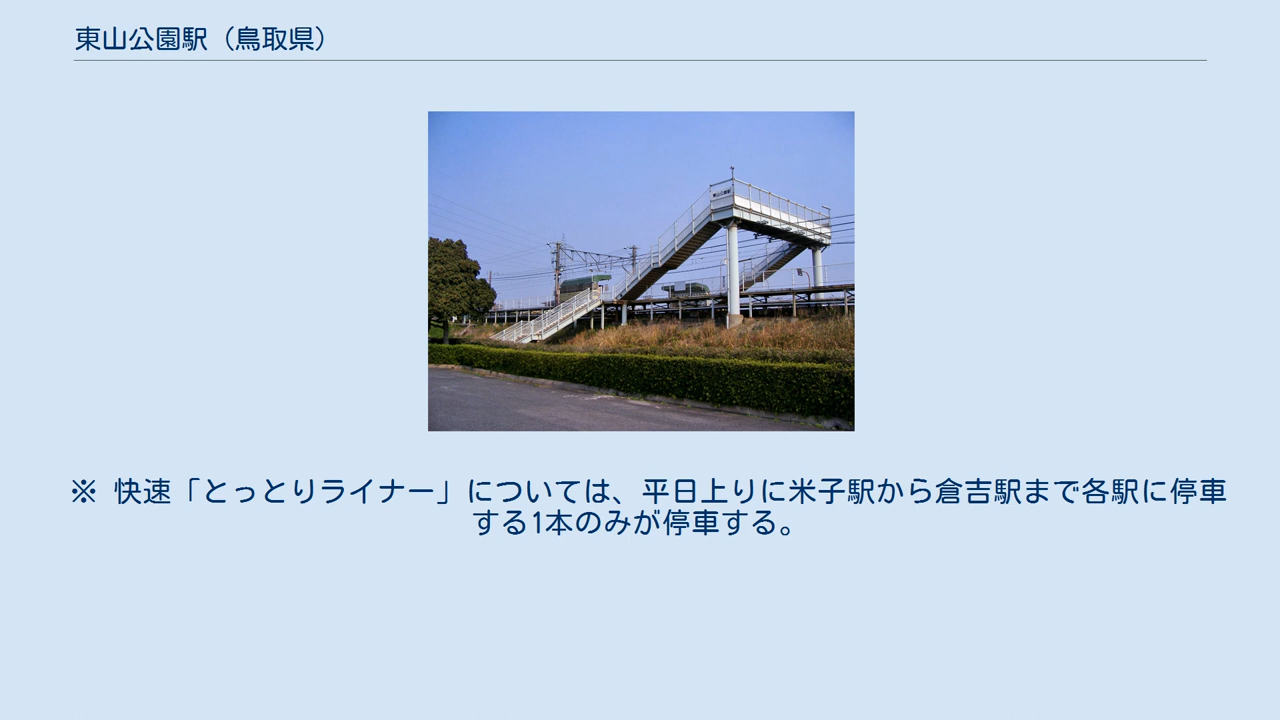 東山公園駅（鳥取県）
※ 快速「とっとりライナー」については、平日上りに米子駅から倉吉駅まで各駅に停車
する1本のみが停車する。